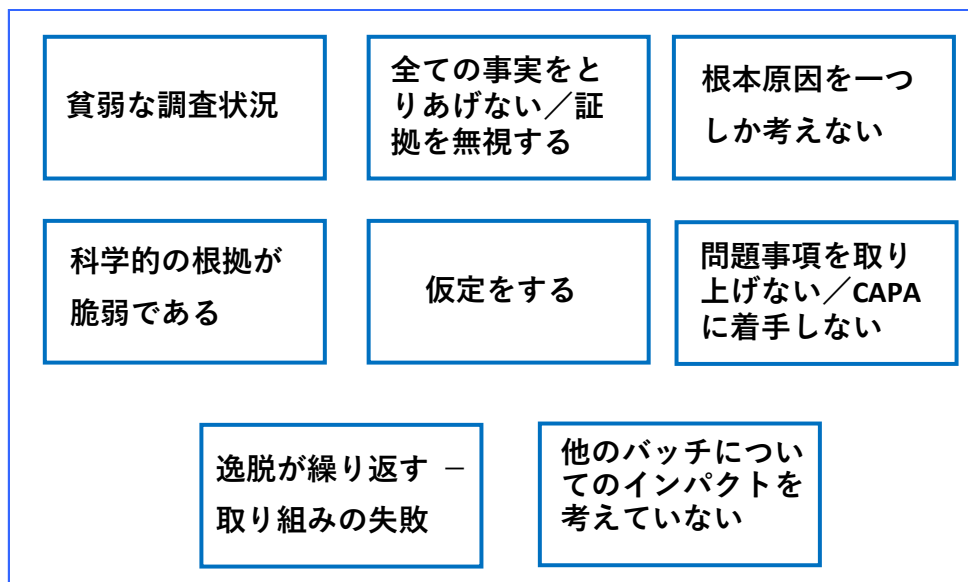 貧弱な調査状況
全ての事実をと
りあげない／証
拠を無視する
根本原因を一つ
しか考えない
科学的の根拠が
脆弱である
仮定をする
問題事項を取り
上げない／CAPA
に着手しない
逸脱が繰り返す －
取り組みの失敗
他のバッチについ
てのインパクトを
考えていない